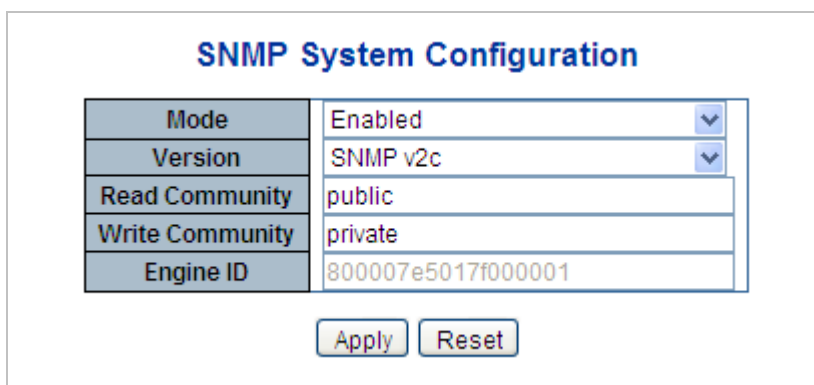 SNMP System Configuration
Mode Enabled
Version SNMP v2c
Read Community public
Write Community private
Engine ID 800007e5017f000001
Apply Reset